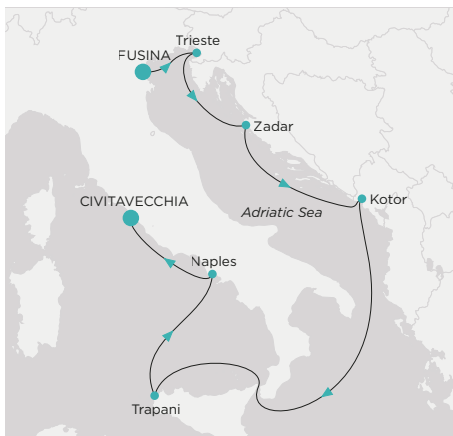 Trieste
FUSINA
Zadar
Kotor
CIVITAVECCHIA
Adriatic Sea
Naples
Trapani